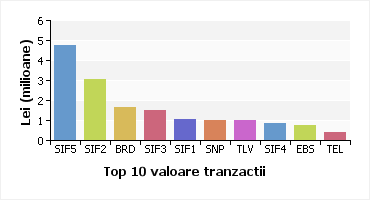 Lei (milioane)
6
5
4
3
2
1
0
SIF5 SIF2 BRD SIF3 SIF1 SNP TLV SIF4 EBS TEL
Top 10 valoare tranzactii